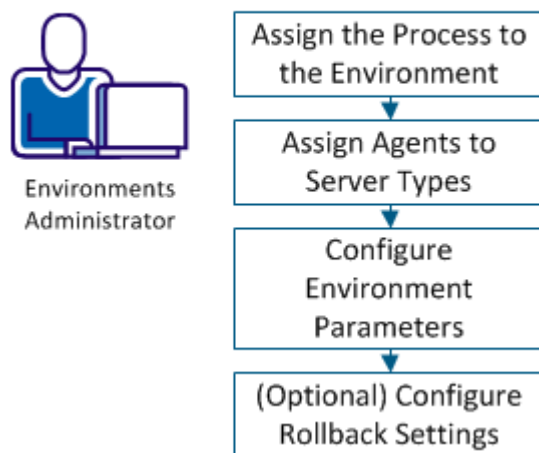 Environments
Administrator
Assign the Process to
the Environment
Assign Agents to
Server Types
Configure
Environment
Parameters
(Optional) Configure
Rollback Settings